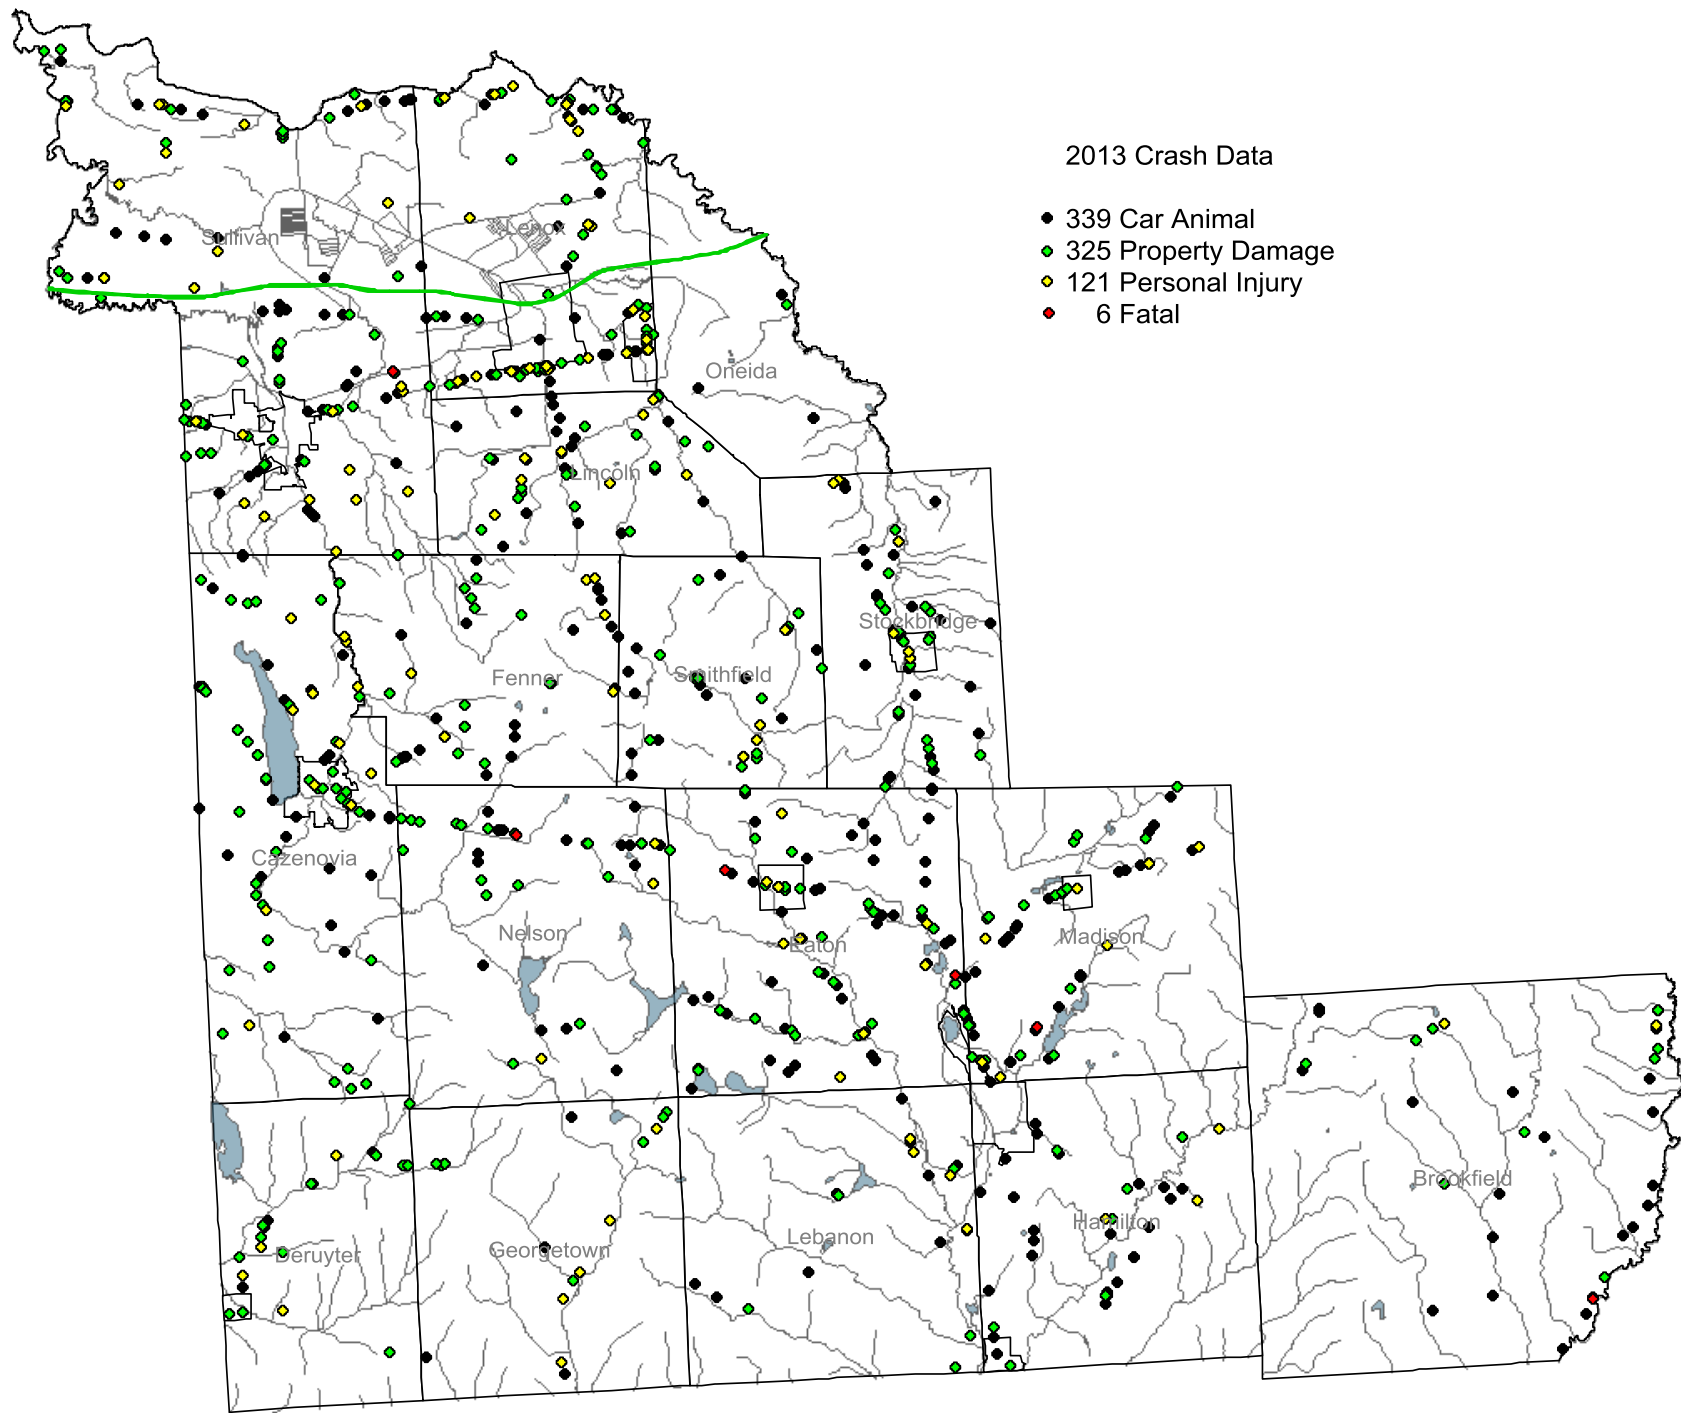 2013 Crash Data
339 Car Animal
325 Property Damage
121 Personal Injury
6 Fatal
Sullivan
Lenox
Oneida
Lincoln
Stockbridge
Fenner
Smithfield
Cazenovia
Nelson
Eaton
Madison
Brookfield
Hamilton
Lebanon
Georgetown
Deruyter